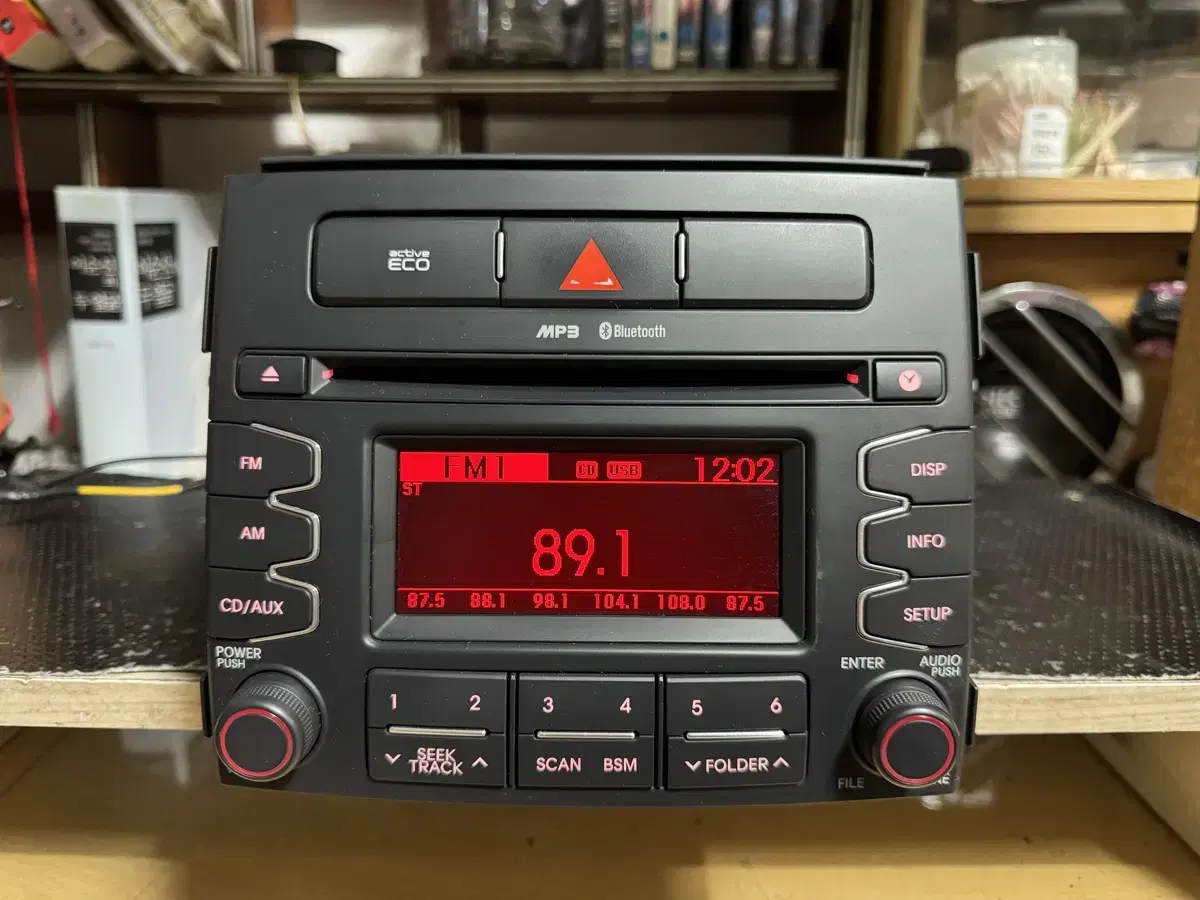 active
ECO
MP3 Bluetooth
FM
AM
CD/AUX
FM1 CD USB 12:02
ST
89.1
87.5 88.1 98.1 104.1 108.0 87.5
DISP
INFO
SETUP
POWER
PUSH
ENTER
AUDIO
PUSH
1 2 3 4 5 6
SEEK
TRACK
SCAN BSM
FOLDER
FILE